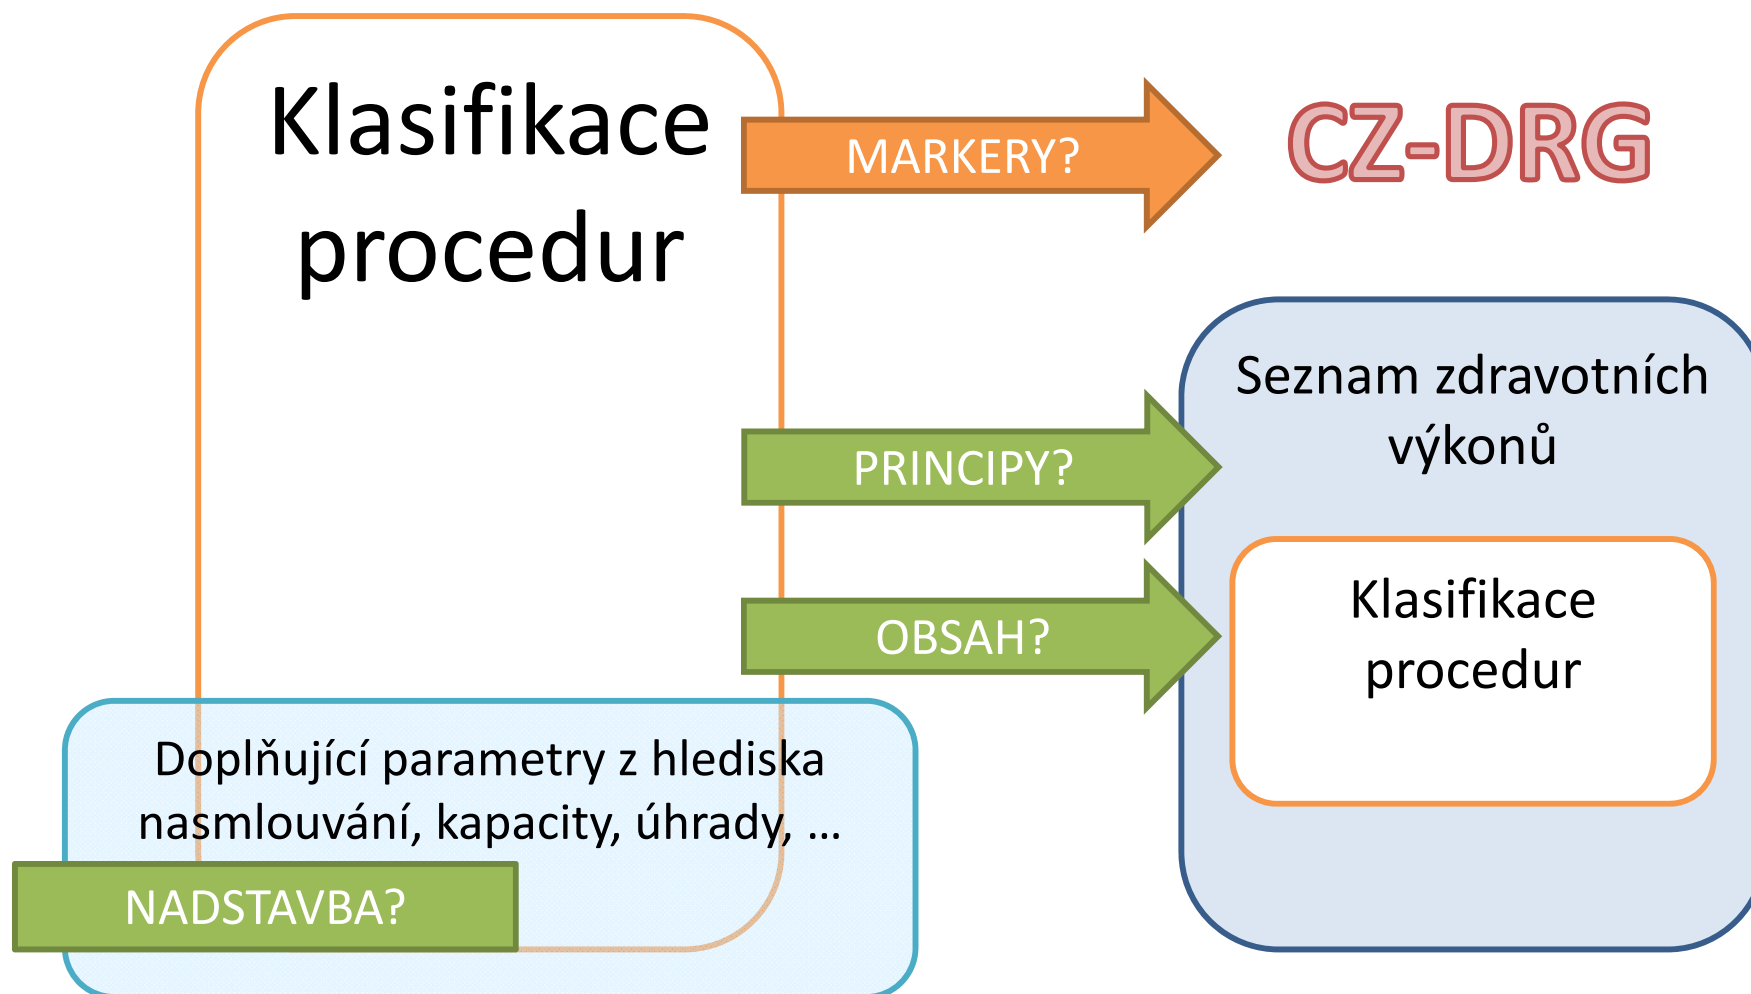 Klasifikace
procedur
MARKERY?
CZ-DRG
PRINCIPY?
OBSAH?
Seznam zdravotních
výkonů
Klasifikace
procedur
Doplňující parametry z hlediska
nasmlouvání, kapacity, úhrady, …
NADSTAVBA?